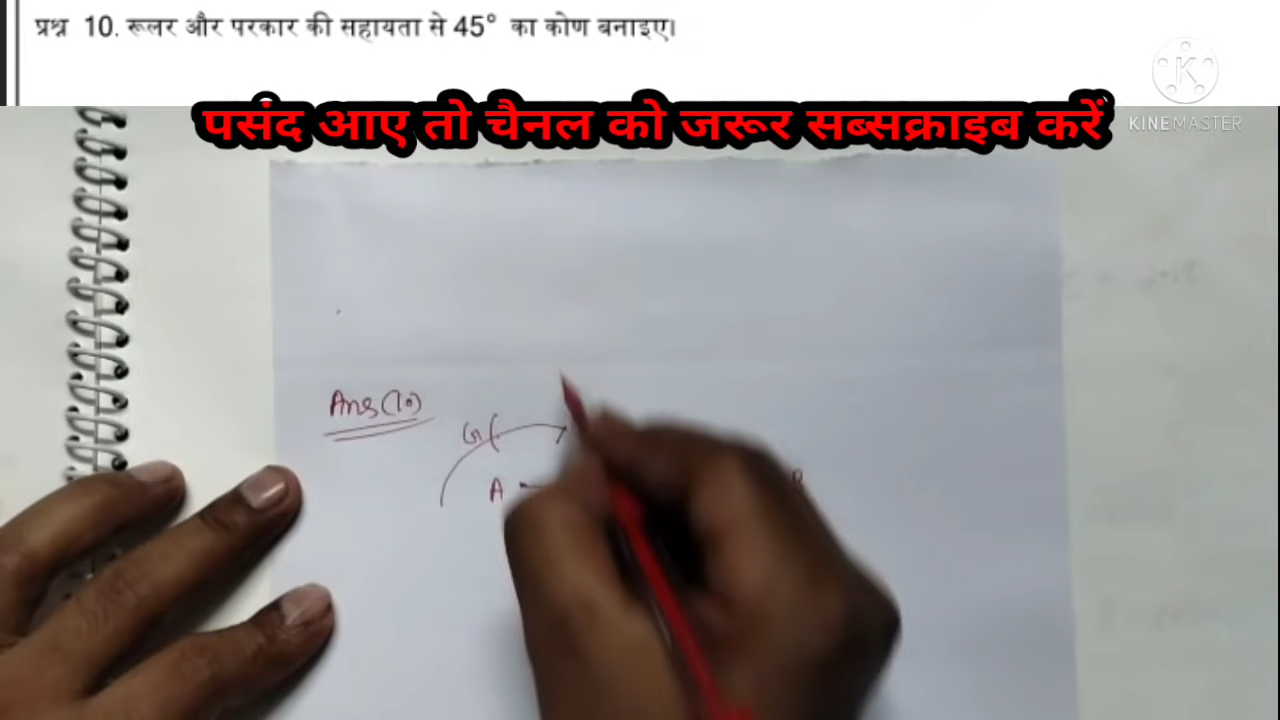 प्रश्न 10. रूलर और परकार की सहायता से 45° का कोण बनाइए।
K
KINEMASTER
पसंद आए तो चैनल को जरूर सब्सक्राइब करें
Ans(10)
G
A
B